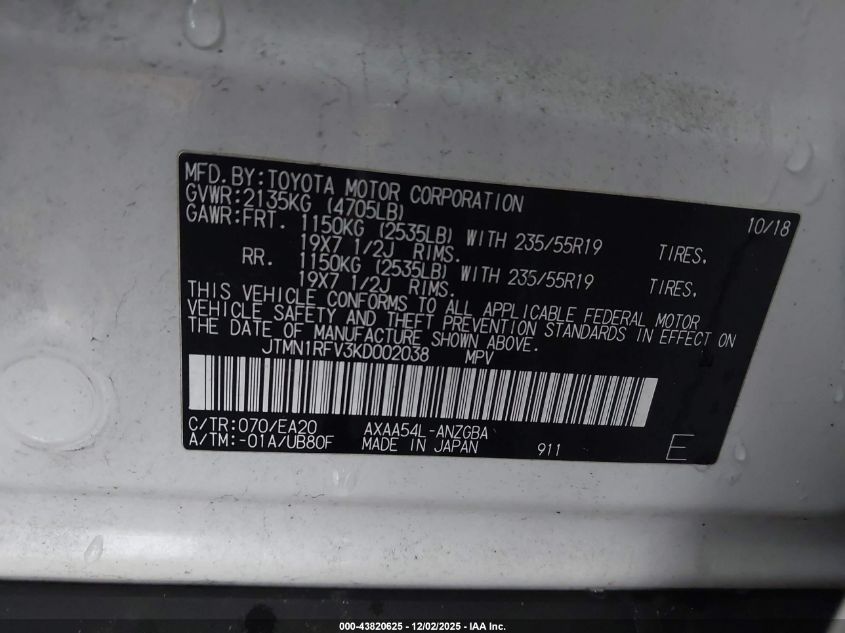 MFD. BY: TOYOTA MOTOR CORPORATION 10/18
GVWR: 2135KG (4705LB)
GAWR: FRT. 1150KG (2535LB) WITH 235/55R19 TIRES,
19X7 1/2J RIMS.
RR. 1150KG (2535LB) WITH 235/55R19 TIRES,
19X7 1/2J RIMS.
THIS VEHICLE CONFORMS TO ALL APPLICABLE FEDERAL MOTOR
VEHICLE SAFETY AND THEFT PREVENTION STANDARDS IN EFFECT ON
THE DATE OF MANUFACTURE SHOWN ABOVE.
JTMN1RFV3KD002038 MPV
C/TR: 070/EA20 AXAA54L-ANZGBA
A/TM: -01A/UB80F MADE IN JAPAN 911 E
000-43820625 - 12/02/2025 - IAA Inc.